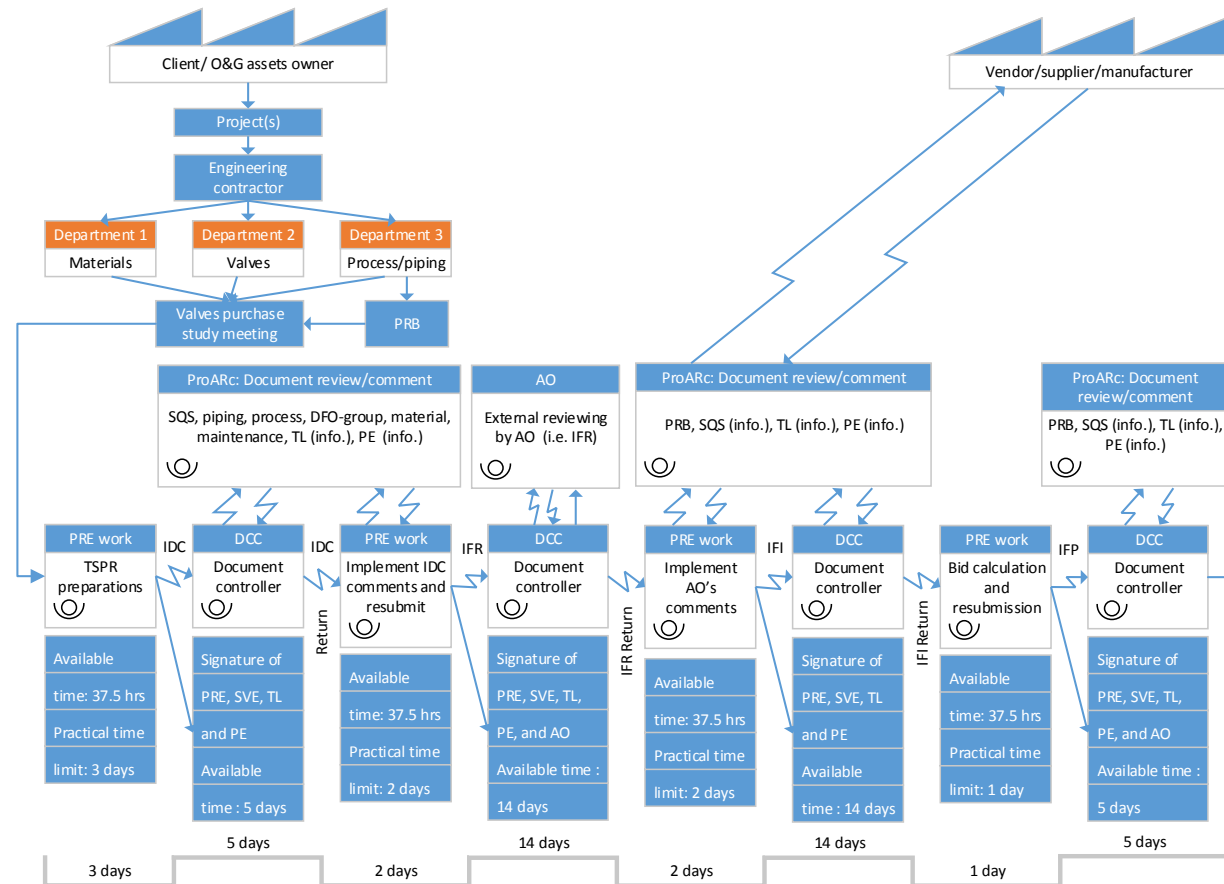 Client/ O&G assets owner
Vendor/supplier/manufacturer
Project(s)
Engineering
contractor
Department 1
Department 2
Department 3
Materials
Valves
Process/piping
Valves purchase
study meeting
PRB
ProARc: Document review/comment
SQS, piping, process, DFO-group, material,
maintenance, TL (info.), PE (info.)
AO
External reviewing
by AO (i.e. IFR)
ProARc: Document review/comment
PRB, SQS (info.), TL (info.), PE (info.)
ProARc: Document
review/comment
PRB, SQS (info.), TL (info.),
PE (info.)
PRE work
TSPR
preparations
IDC
DCC
Document
controller
IDC
Return
PRE work
Implement IDC
comments and
resubmit
IFR
DCC
Document
controller
IFR Return
PRE work
Implement
AO's
comments
IFI
DCC
Document
controller
IFI Return
PRE work
Bid calculation
and
resubmission
IFP
DCC
Document
controller
Available
time: 37.5 hrs
Practical time
limit: 3 days
Signature of
PRE, SVE, TL
and PE
Available
time : 5 days
Available
time: 37.5 hrs
Practical time
limit: 2 days
Signature of
PRE, SVE, TL,
PE, and AO
Available time :
14 days
Available
time: 37.5 hrs
Practical time
limit: 2 days
Signature of
PRE, SVE, TL
and PE
Available
time : 14 days
Available
time: 37.5 hrs
Practical time
limit: 1 day
Signature of
PRE, SVE, TL,
PE, and AO
Available time :
5 days
3 days
5 days
2 days
14 days
2 days
14 days
1 day
5 days